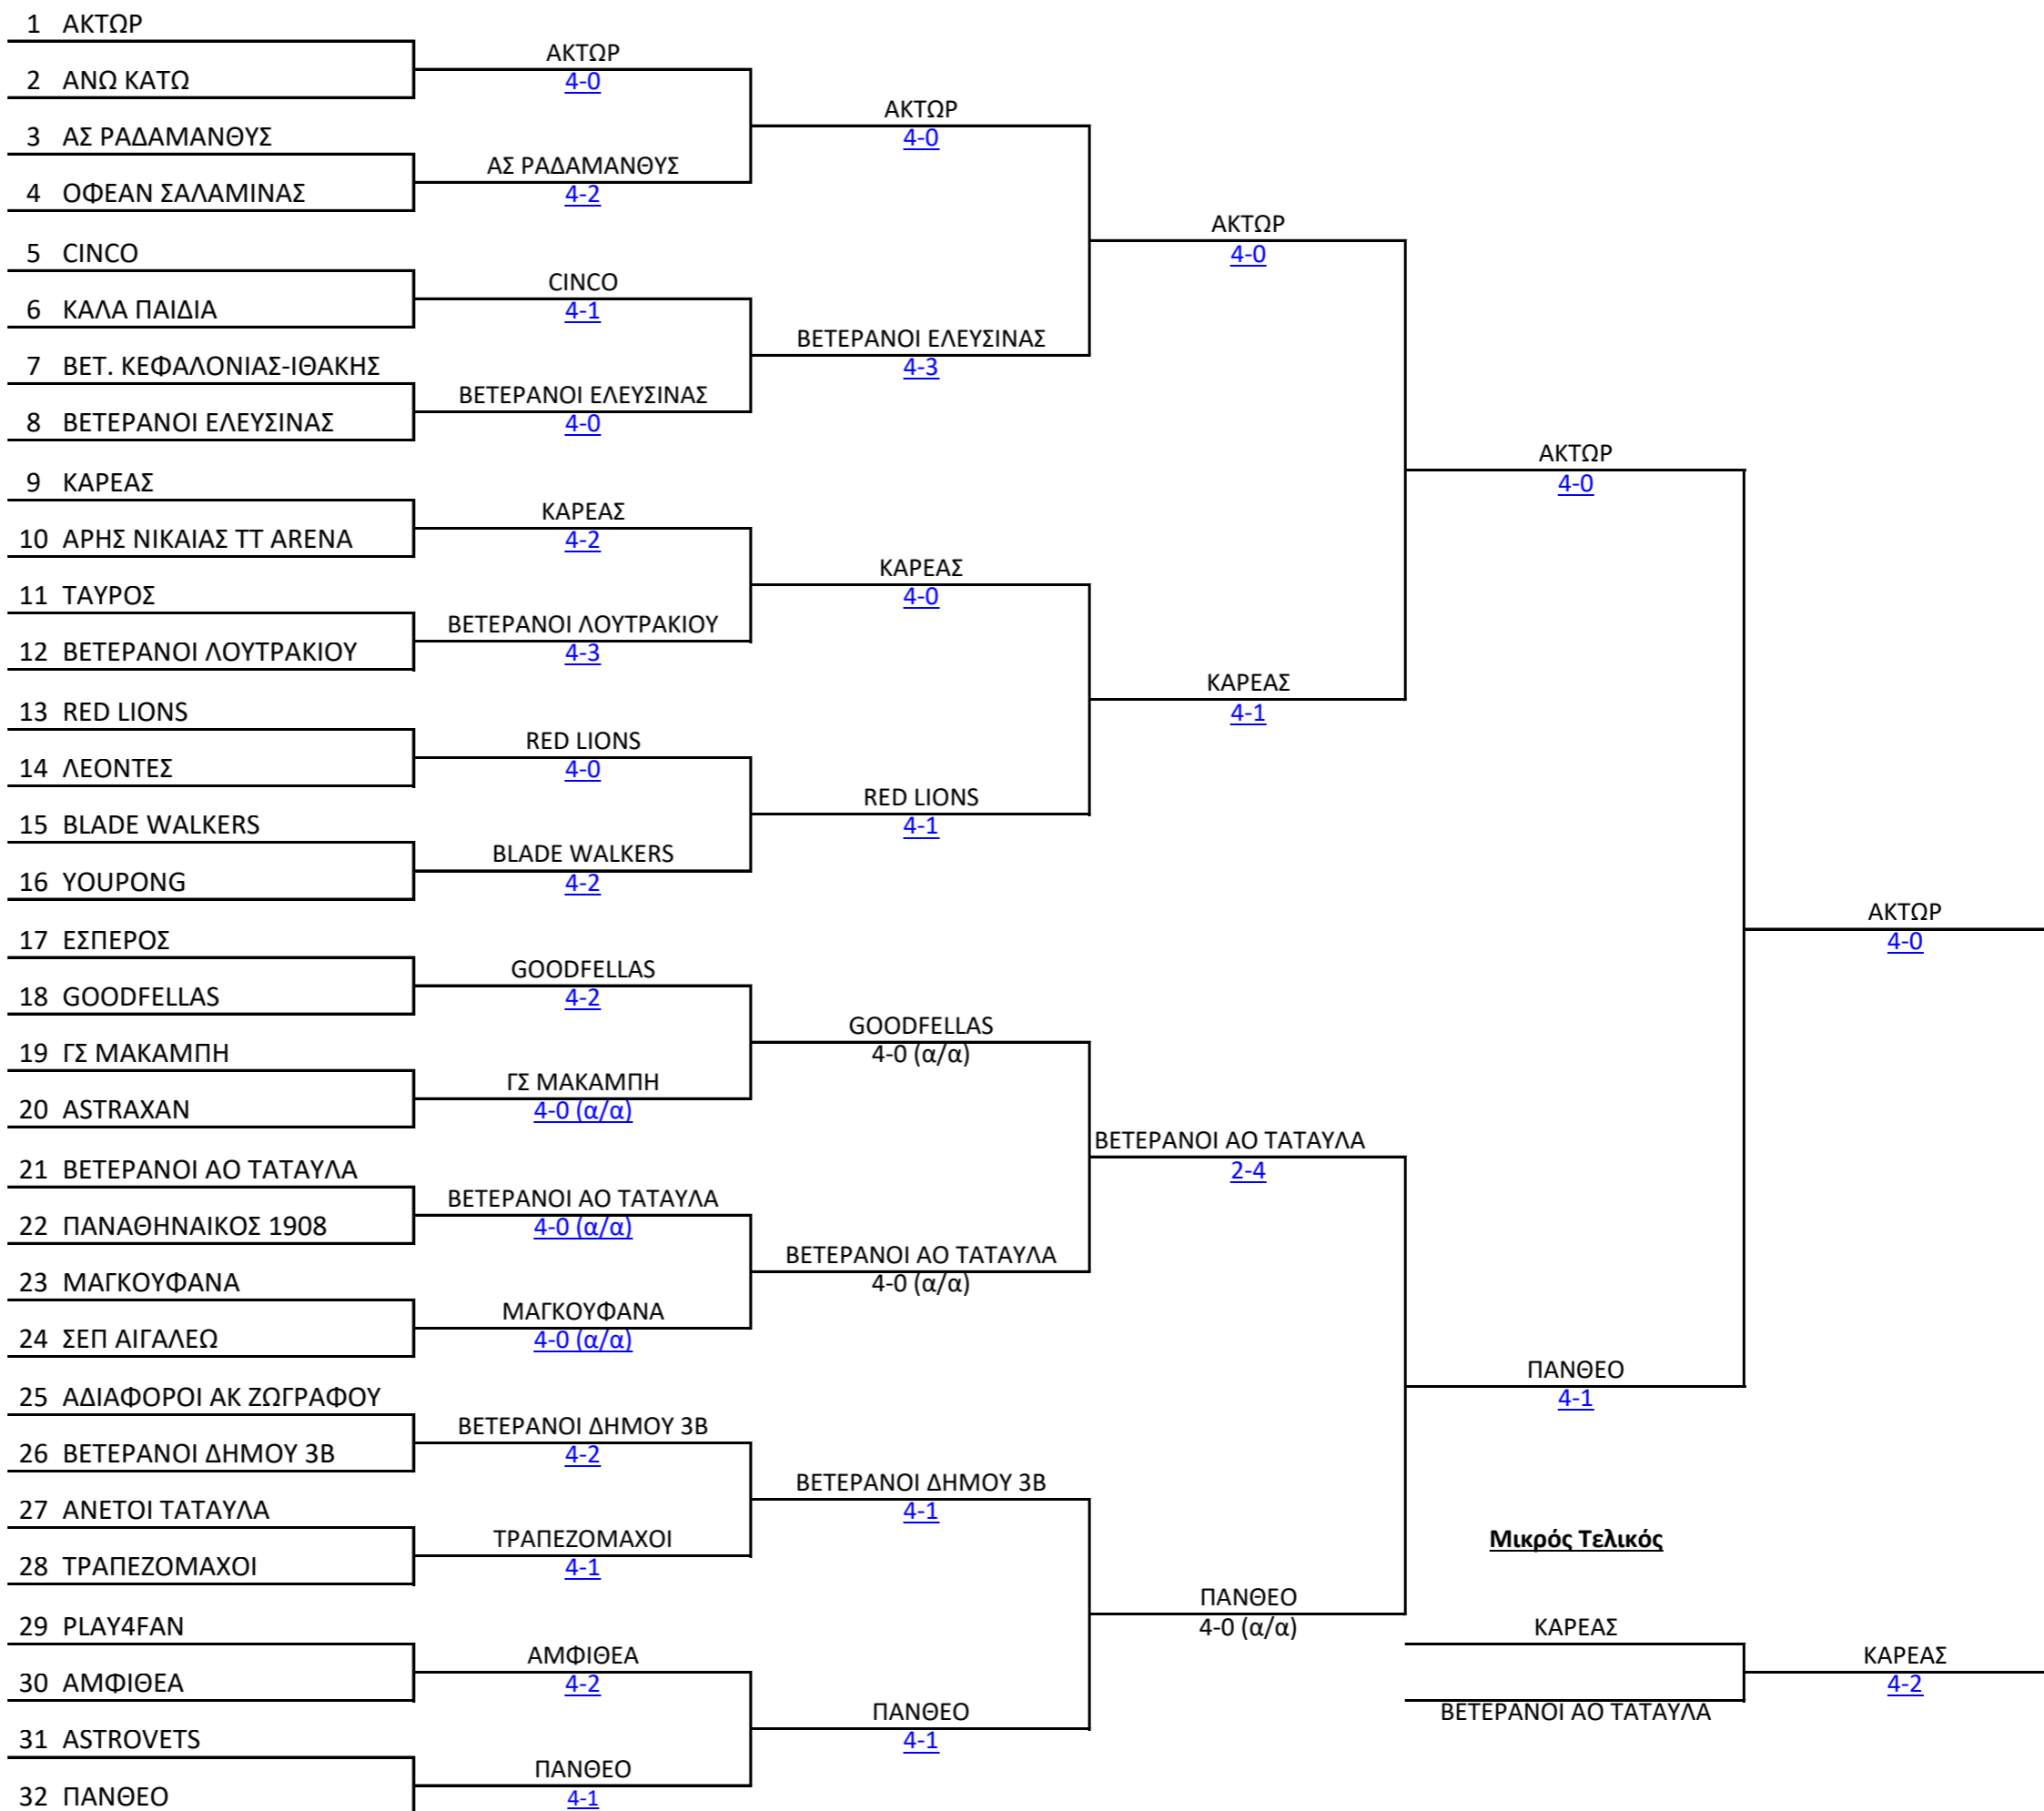 1 ΑΚΤΩΡ
2 ΑΝΩ ΚΑΤΩ
3 ΑΣ ΡΑΔΑΜΑΝΘΥΣ
4 ΟΦΕΑΝ ΣΑΛΑΜΙΝΑΣ
5 CINCO
6 ΚΑΛΑ ΠΑΙΔΙΑ
7 ΒΕΤ. ΚΕΦΑΛΟΝΙΑΣ-ΙΘΑΚΗΣ
8 ΒΕΤΕΡΑΝΟΙ ΕΛΕΥΣΙΝΑΣ
9 ΚΑΡΕΑΣ
10 ΑΡΗΣ ΝΙΚΑΙΑΣ TT ARENA
11 ΤΑΥΡΟΣ
12 ΒΕΤΕΡΑΝΟΙ ΛΟΥΤΡΑΚΙΟΥ
13 RED LIONS
14 ΛΕΟΝΤΕΣ
15 BLADE WALKERS
16 YOUPONG
17 ΕΣΠΕΡΟΣ
18 GOODFELLAS
19 ΓΣ ΜΑΚΑΜΠΗ
20 ASTRAXAN
21 ΒΕΤΕΡΑΝΟΙ ΑΟ ΤΑΤΑΥΛΑ
22 ΠΑΝΑΘΗΝΑΙΚΟΣ 1908
23 ΜΑΓΚΟΥΦΑΝΑ
24 ΣΕΠ ΑΙΓΑΛΕΩ
25 ΑΔΙΑΦΟΡΟΙ ΑΚ ΖΩΓΡΑΦΟΥ
26 ΒΕΤΕΡΑΝΟΙ ΔΗΜΟΥ 3Β
27 ΑΝΕΤΟΙ ΤΑΤΑΥΛΑ
28 ΤΡΑΠΕΖΟΜΑΧΟΙ
29 PLAY4FAN
30 ΑΜΦΙΘΕΑ
31 ASTROVETS
32 ΠΑΝΘΕΟ
ΑΚΤΩΡ
4-0
ΑΣ ΡΑΔΑΜΑΝΘΥΣ
4-2
CINCO
4-1
ΒΕΤΕΡΑΝΟΙ ΕΛΕΥΣΙΝΑΣ
4-0
ΚΑΡΕΑΣ
4-2
ΒΕΤΕΡΑΝΟΙ ΛΟΥΤΡΑΚΙΟΥ
4-3
RED LIONS
4-0
BLADE WALKERS
4-2
GOODFELLAS
4-2
ΓΣ ΜΑΚΑΜΠΗ
4-0 (α/α)
ΒΕΤΕΡΑΝΟΙ ΑΟ ΤΑΤΑΥΛΑ
4-0 (α/α)
ΜΑΓΚΟΥΦΑΝΑ
4-0 (α/α)
ΒΕΤΕΡΑΝΟΙ ΔΗΜΟΥ 3Β
4-2
ΤΡΑΠΕΖΟΜΑΧΟΙ
4-1
ΑΜΦΙΘΕΑ
4-2
ΠΑΝΘΕΟ
4-1
ΑΚΤΩΡ
4-0
ΒΕΤΕΡΑΝΟΙ ΕΛΕΥΣΙΝΑΣ
4-3
ΚΑΡΕΑΣ
4-0
RED LIONS
4-1
GOODFELLAS
4-0 (α/α)
ΒΕΤΕΡΑΝΟΙ ΑΟ ΤΑΤΑΥΛΑ
4-0 (α/α)
ΒΕΤΕΡΑΝΟΙ ΔΗΜΟΥ 3Β
4-1
ΠΑΝΘΕΟ
4-1
ΑΚΤΩΡ
4-0
ΚΑΡΕΑΣ
4-1
ΒΕΤΕΡΑΝΟΙ ΑΟ ΤΑΤΑΥΛΑ
2-4
ΠΑΝΘΕΟ
4-0 (α/α)
ΑΚΤΩΡ
4-0
ΠΑΝΘΕΟ
4-1
ΑΚΤΩΡ
4-0
Μικρός Τελικός
ΚΑΡΕΑΣ
ΒΕΤΕΡΑΝΟΙ ΑΟ ΤΑΤΑΥΛΑ
ΚΑΡΕΑΣ
4-2